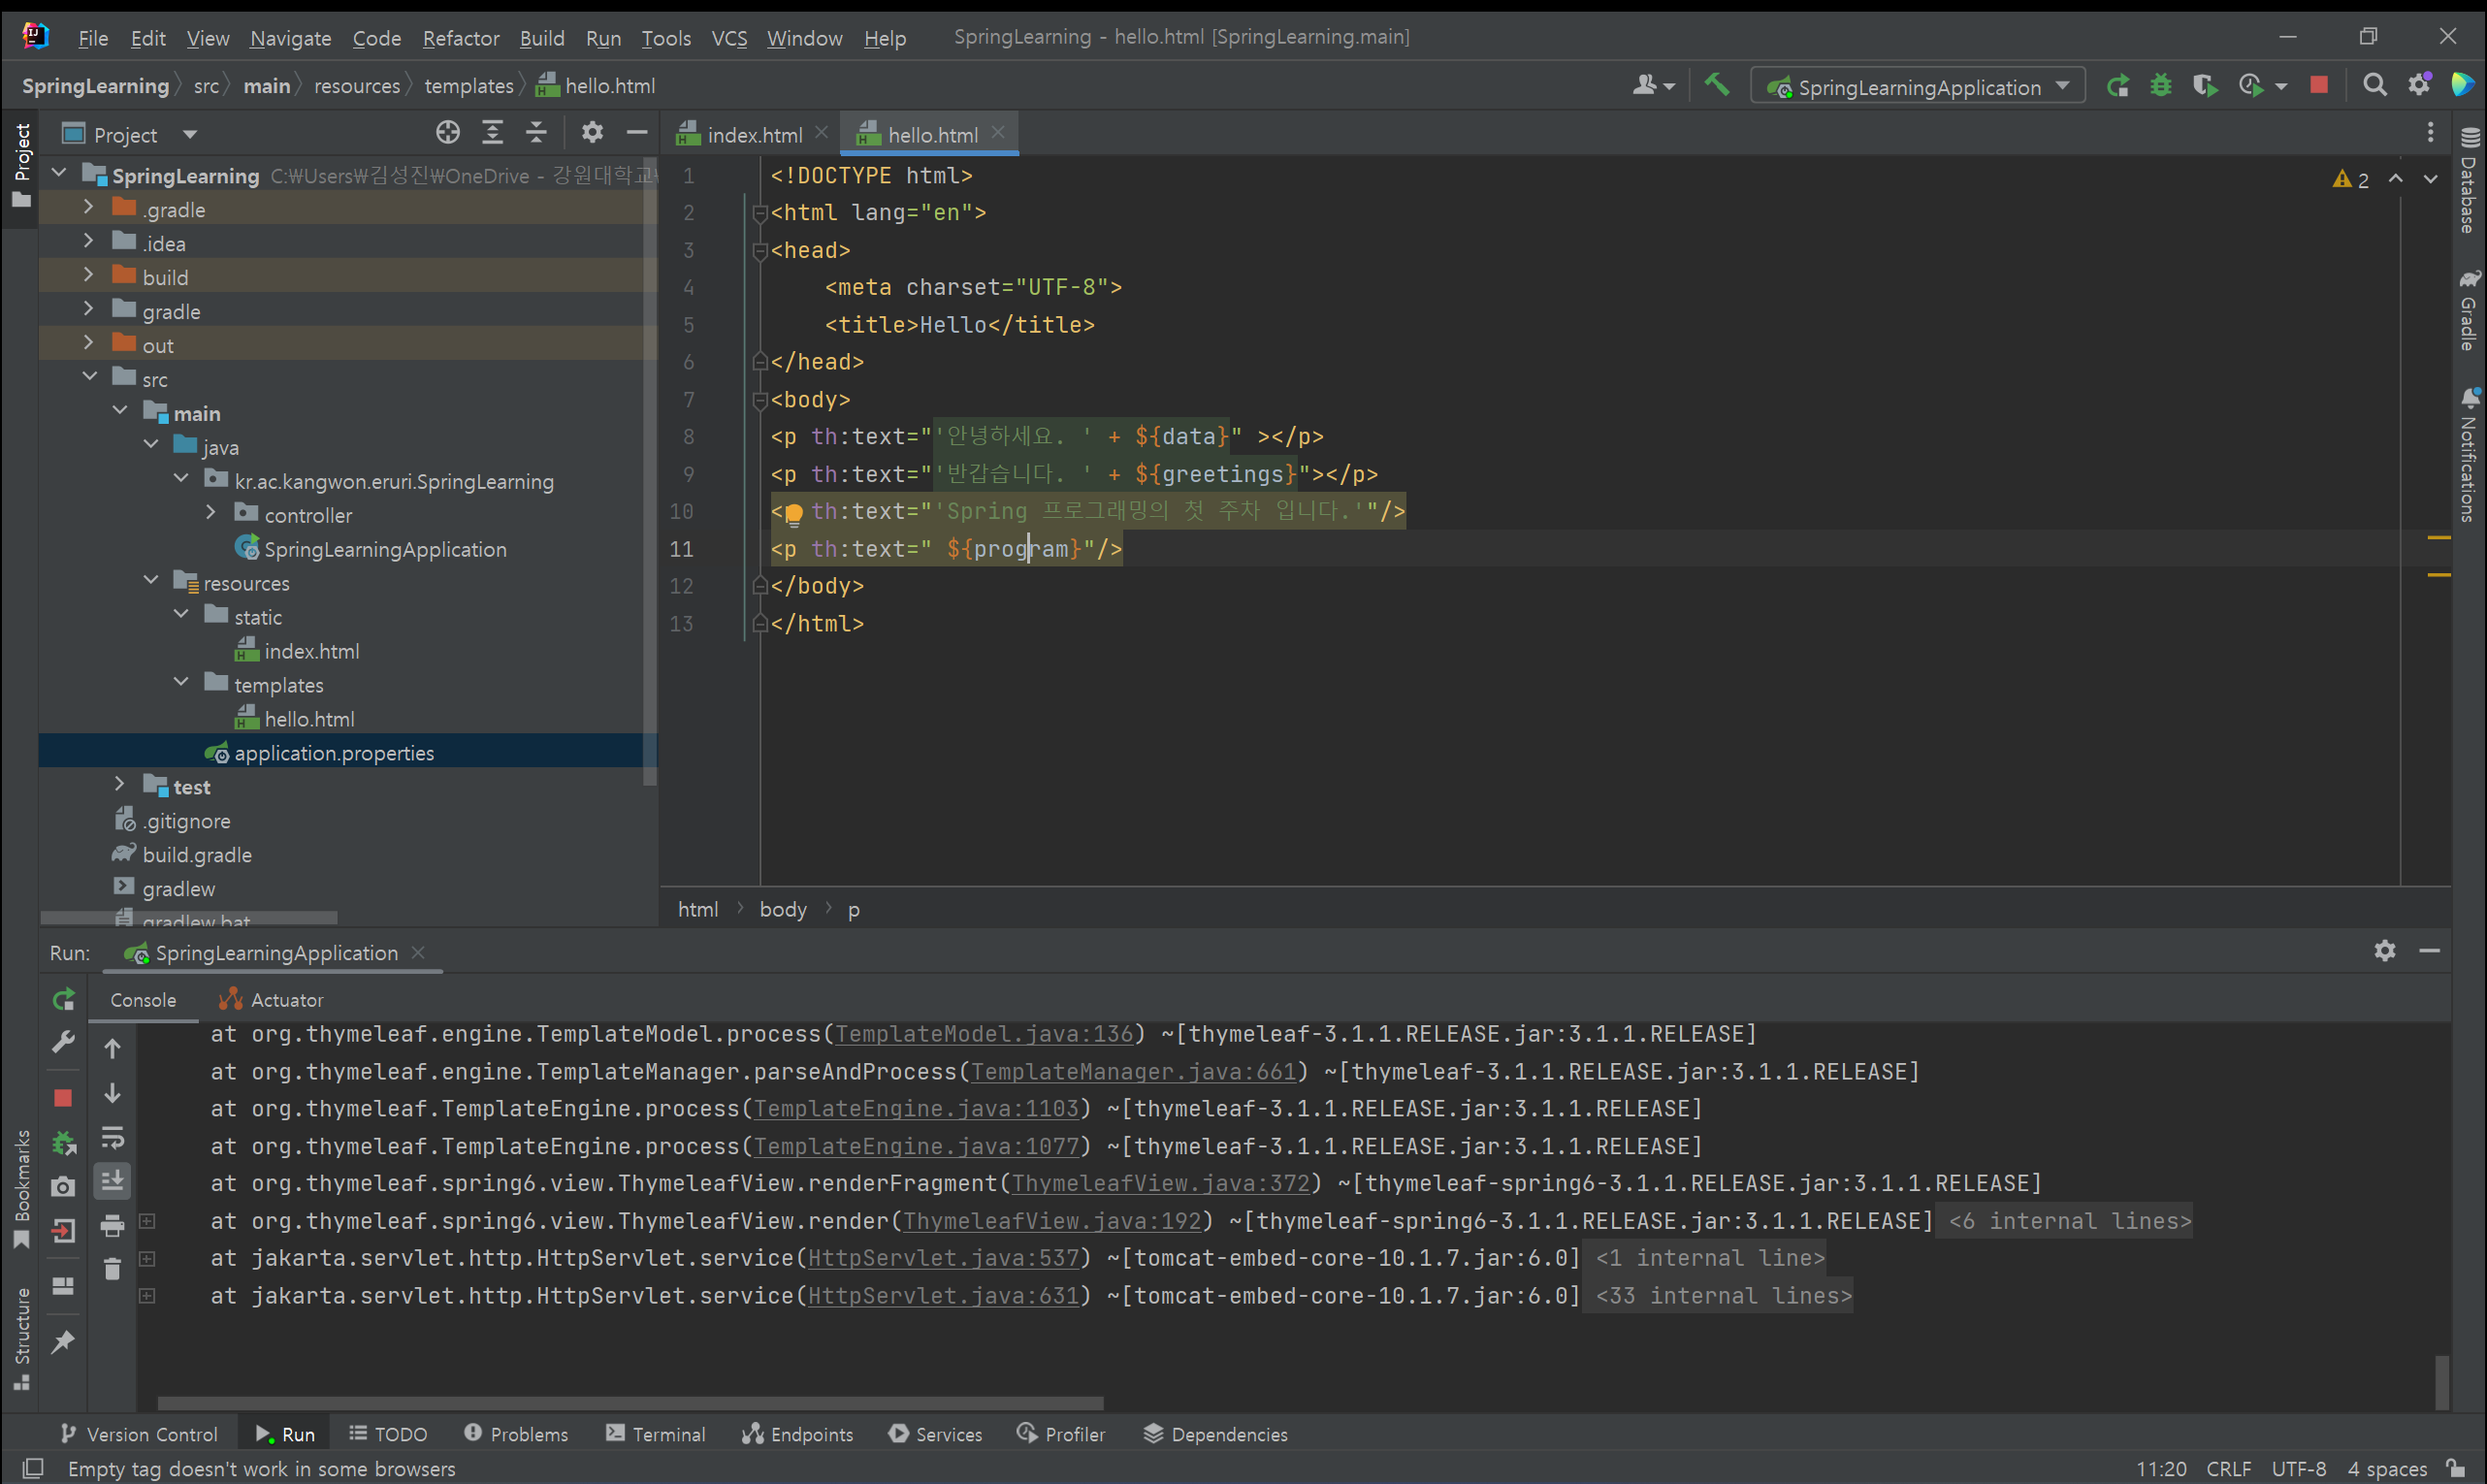 File Edit View Navigate Code Refactor Build Run Tools VCS Window Help SpringLearning - hello.html [SpringLearning.main]
SpringLearning src main resources templates hello.html SpringLearningApplication
Project
Project
SpringLearning C:\Users\김성진\OneDrive - 강원대학교
.gradle
.idea
build
gradle
out
src
main
java
kr.ac.kangwon.eruri.SpringLearning
controller
SpringLearningApplication
resources
static
index.html
templates
hello.html
application.properties
test
.gitignore
build.gradle
gradlew
gradlew.bat
index.html hello.html
1 <!DOCTYPE html>
2 <html lang="en">
3 <head>
4 <meta charset="UTF-8">
5 <title>Hello</title>
6 </head>
7 <body>
8 <p th:text="'안녕하세요. ' + ${data}" ></p>
9 <p th:text="'반갑습니다. ' + ${greetings}"></p>
10 < th:text="'Spring 프로그래밍의 첫 주차 입니다.'"/>
11 <p th:text=" ${program}"/>
12 </body>
13 </html>
2
html body p
Database
Gradle
Notifications
Run: SpringLearningApplication
Console Actuator
at org.thymeleaf.engine.TemplateModel.process(TemplateModel.java:136) ~[thymeleaf-3.1.1.RELEASE.jar:3.1.1.RELEASE]
at org.thymeleaf.engine.TemplateManager.parseAndProcess(TemplateManager.java:661) ~[thymeleaf-3.1.1.RELEASE.jar:3.1.1.RELEASE]
at org.thymeleaf.TemplateEngine.process(TemplateEngine.java:1103) ~[thymeleaf-3.1.1.RELEASE.jar:3.1.1.RELEASE]
at org.thymeleaf.TemplateEngine.process(TemplateEngine.java:1077) ~[thymeleaf-3.1.1.RELEASE.jar:3.1.1.RELEASE]
at org.thymeleaf.spring6.view.ThymeleafView.renderFragment(ThymeleafView.java:372) ~[thymeleaf-spring6-3.1.1.RELEASE.jar:3.1.1.RELEASE]
at org.thymeleaf.spring6.view.ThymeleafView.render(ThymeleafView.java:192) ~[thymeleaf-spring6-3.1.1.RELEASE.jar:3.1.1.RELEASE] <6 internal lines>
at jakarta.servlet.http.HttpServlet.service(HttpServlet.java:537) ~[tomcat-embed-core-10.1.7.jar:6.0] <1 internal line>
at jakarta.servlet.http.HttpServlet.service(HttpServlet.java:631) ~[tomcat-embed-core-10.1.7.jar:6.0] <33 internal lines>
Bookmarks
Structure
Version Control Run TODO Problems Terminal Endpoints Services Profiler Dependencies
Empty tag doesn't work in some browsers 11:20 CRLF UTF-8 4 spaces